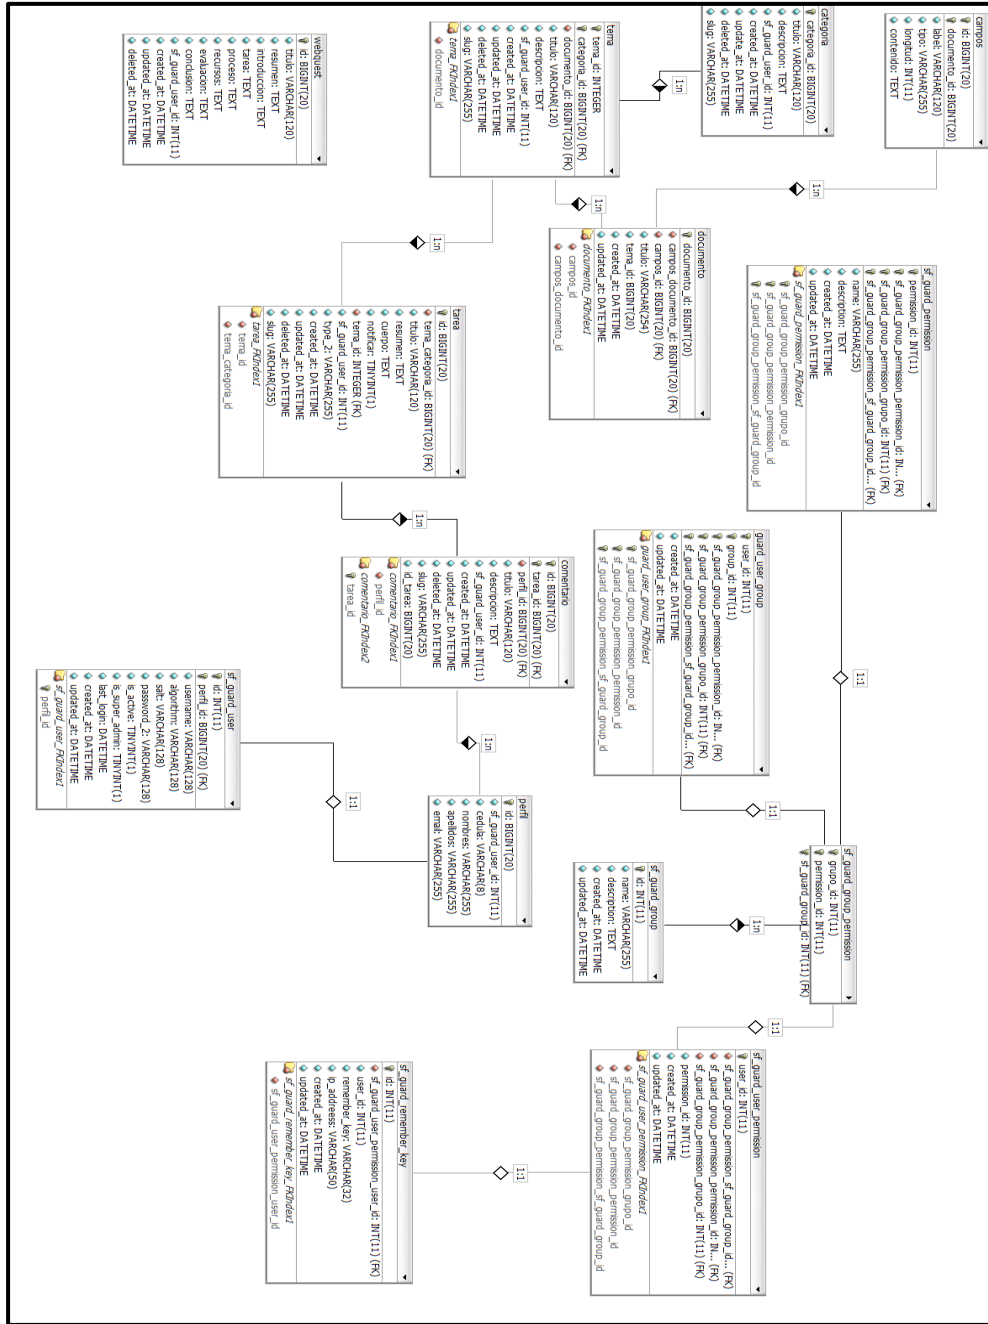 campos
id: BIGINT(20)
documento_id: BIGINT(20)
label: VARCHAR(120)
tipo: VARCHAR(255)
longitud: INT(11)
contenido: TEXT
categoria
categoria_id: BIGINT(20)
titulo: VARCHAR(120)
descripcion: TEXT
sf_guard_user_id: INT(11)
created_at: DATETIME
update_at: DATETIME
deleted_at: DATETIME
slug: VARCHAR(255)
1:n
1:n
tema
tema_id: INTEGER
categoria_id: BIGINT(20) (FK)
documento_id: BIGINT(20) (FK)
titulo: VARCHAR(120)
descripcion: TEXT
sf_guard_user_id: INT(11)
created_at: DATETIME
updated_at: DATETIME
deleted_at: DATETIME
slug: VARCHAR(255)
tema_FKIndex1
documento_id
webquest
id: BIGINT(20)
titulo: VARCHAR(120)
resumen: TEXT
introduccion: TEXT
tarea: TEXT
proceso: TEXT
recursos: TEXT
evaluacion: TEXT
conclusion: TEXT
sf_guard_user_id: INT(11)
created_at: DATETIME
updated_at: DATETIME
deleted_at: DATETIME
1:n
1:n
sf_guard_permission
permission_id: INT(11)
sf_guard_group_permission_permission_id: IN... (FK)
sf_guard_group_permission_grupo_id: INT(11) (FK)
sf_guard_group_permission_sf_guard_group_id... (FK)
name: VARCHAR(255)
description: TEXT
created_at: DATETIME
updated_at: DATETIME
sf_guard_permission_FKIndex1
sf_guard_group_permission_grupo_id
sf_guard_group_permission_permission_id
sf_guard_group_permission_sf_guard_group_id
documento
documento_id: BIGINT(20)
campos_documento_id: BIGINT(20) (FK)
campos_id: BIGINT(20) (FK)
titulo: VARCHAR(254)
tema_id: BIGINT(20)
created_at: DATETIME
updated_at: DATETIME
documento_FKIndex1
campos_id
campos_documento_id
tarea
id: BIGINT(20)
tema_categoria_id: BIGINT(20) (FK)
titulo: VARCHAR(120)
resumen: TEXT
cuerpo: TEXT
notificar: TINYINT(1)
tema_id: INTEGER (FK)
sf_guard_user_id: INT(11)
type_2: VARCHAR(255)
created_at: DATETIME
updated_at: DATETIME
deleted_at: DATETIME
slug: VARCHAR(255)
tarea_FKIndex1
tema_id
tema_categoria_id
1:n
1:1
guard_user_group
user_id: INT(11)
group_id: INT(11)
sf_guard_group_permission_permission_id: IN... (FK)
sf_guard_group_permission_grupo_id: INT(11) (FK)
sf_guard_group_permission_sf_guard_group_id... (FK)
created_at: DATETIME
updated_at: DATETIME
guard_user_group_FKIndex1
sf_guard_group_permission_grupo_id
sf_guard_group_permission_permission_id
sf_guard_group_permission_sf_guard_group_id
comentario
id: BIGINT(20)
tarea_id: BIGINT(20) (FK)
perfil_id: BIGINT(20) (FK)
titulo: VARCHAR(120)
descripcion: TEXT
sf_guard_user_id: INT(11)
created_at: DATETIME
updated_at: DATETIME
deleted_at: DATETIME
slug: VARCHAR(255)
id_tarea: BIGINT(20)
comentario_FKIndex1
perfil_id
comentario_FKIndex2
tarea_id
1:n
sf_guard_user
id: INT(11)
perfil_id: BIGINT(20) (FK)
username: VARCHAR(128)
algorithm: VARCHAR(128)
salt: VARCHAR(128)
password_2: VARCHAR(128)
is_active: TINYINT(1)
is_super_admin: TINYINT(1)
last_login: DATETIME
created_at: DATETIME
updated_at: DATETIME
sf_guard_user_FKIndex1
perfil_id
1:1
1:1
perfil
id: BIGINT(20)
sf_guard_user_id: INT(11)
cedula: VARCHAR(8)
nombres: VARCHAR(255)
apelidos: VARCHAR(255)
email: VARCHAR(255)
sf_guard_group_permission
grupo_id: INT(11)
permission_id: INT(11)
sf_guard_group_id: INT(11) (FK)
sf_guard_group
id: INT(11)
name: VARCHAR(255)
description: TEXT
created_at: DATETIME
updated_at: DATETIME
1:n
1:1
sf_guard_user_permission
user_id: INT(11)
sf_guard_group_permission_sf_guard_group_id... (FK)
sf_guard_group_permission_permission_id: IN... (FK)
sf_guard_group_permission_grupo_id: INT(11) (FK)
permission_id: INT(11)
created_at: DATETIME
updated_at: DATETIME
sf_guard_user_permission_FKIndex1
sf_guard_group_permission_grupo_id
sf_guard_group_permission_permission_id
sf_guard_group_permission_sf_guard_group_id
1:1
sf_guard_remember_key
id: INT(11)
sf_guard_user_permission_user_id: INT(11) (FK)
user_id: INT(11)
remember_key: VARCHAR(32)
ip_addreess: VARCHAR(50)
created_at: DATETIME
updated_at: DATETIME
sf_guard_remember_key_FKIndex1
sf_guard_user_permission_user_id